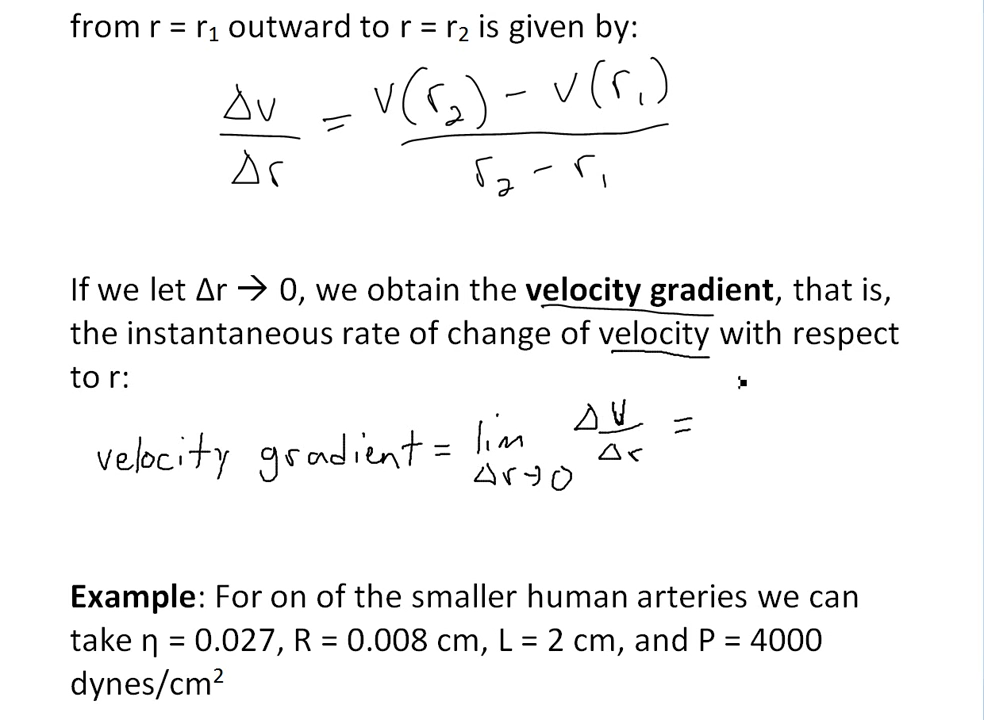 from r = r₁ outward to r = r₂ is given by:
Δv/Δr = v(r₂) - v(r₁)/r₂ - r₁
If we let Δr → 0, we obtain the velocity gradient, that is,
the instantaneous rate of change of velocity with respect
to r:
velocity gradient = lim Δr→0 ΔV/Δr =
Example: For on of the smaller human arteries we can
take η = 0.027, R = 0.008 cm, L = 2 cm, and P = 4000
dynes/cm²